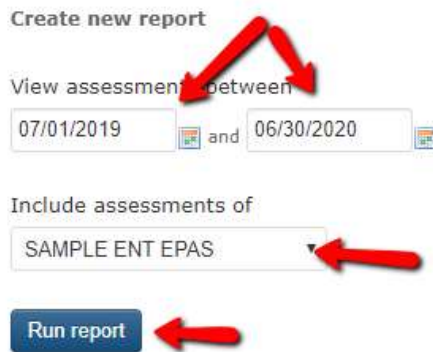 Create new report
View assessments between
07/01/2019 and 06/30/2020
Include assessments of
SAMPLE ENT EPAS
Run report